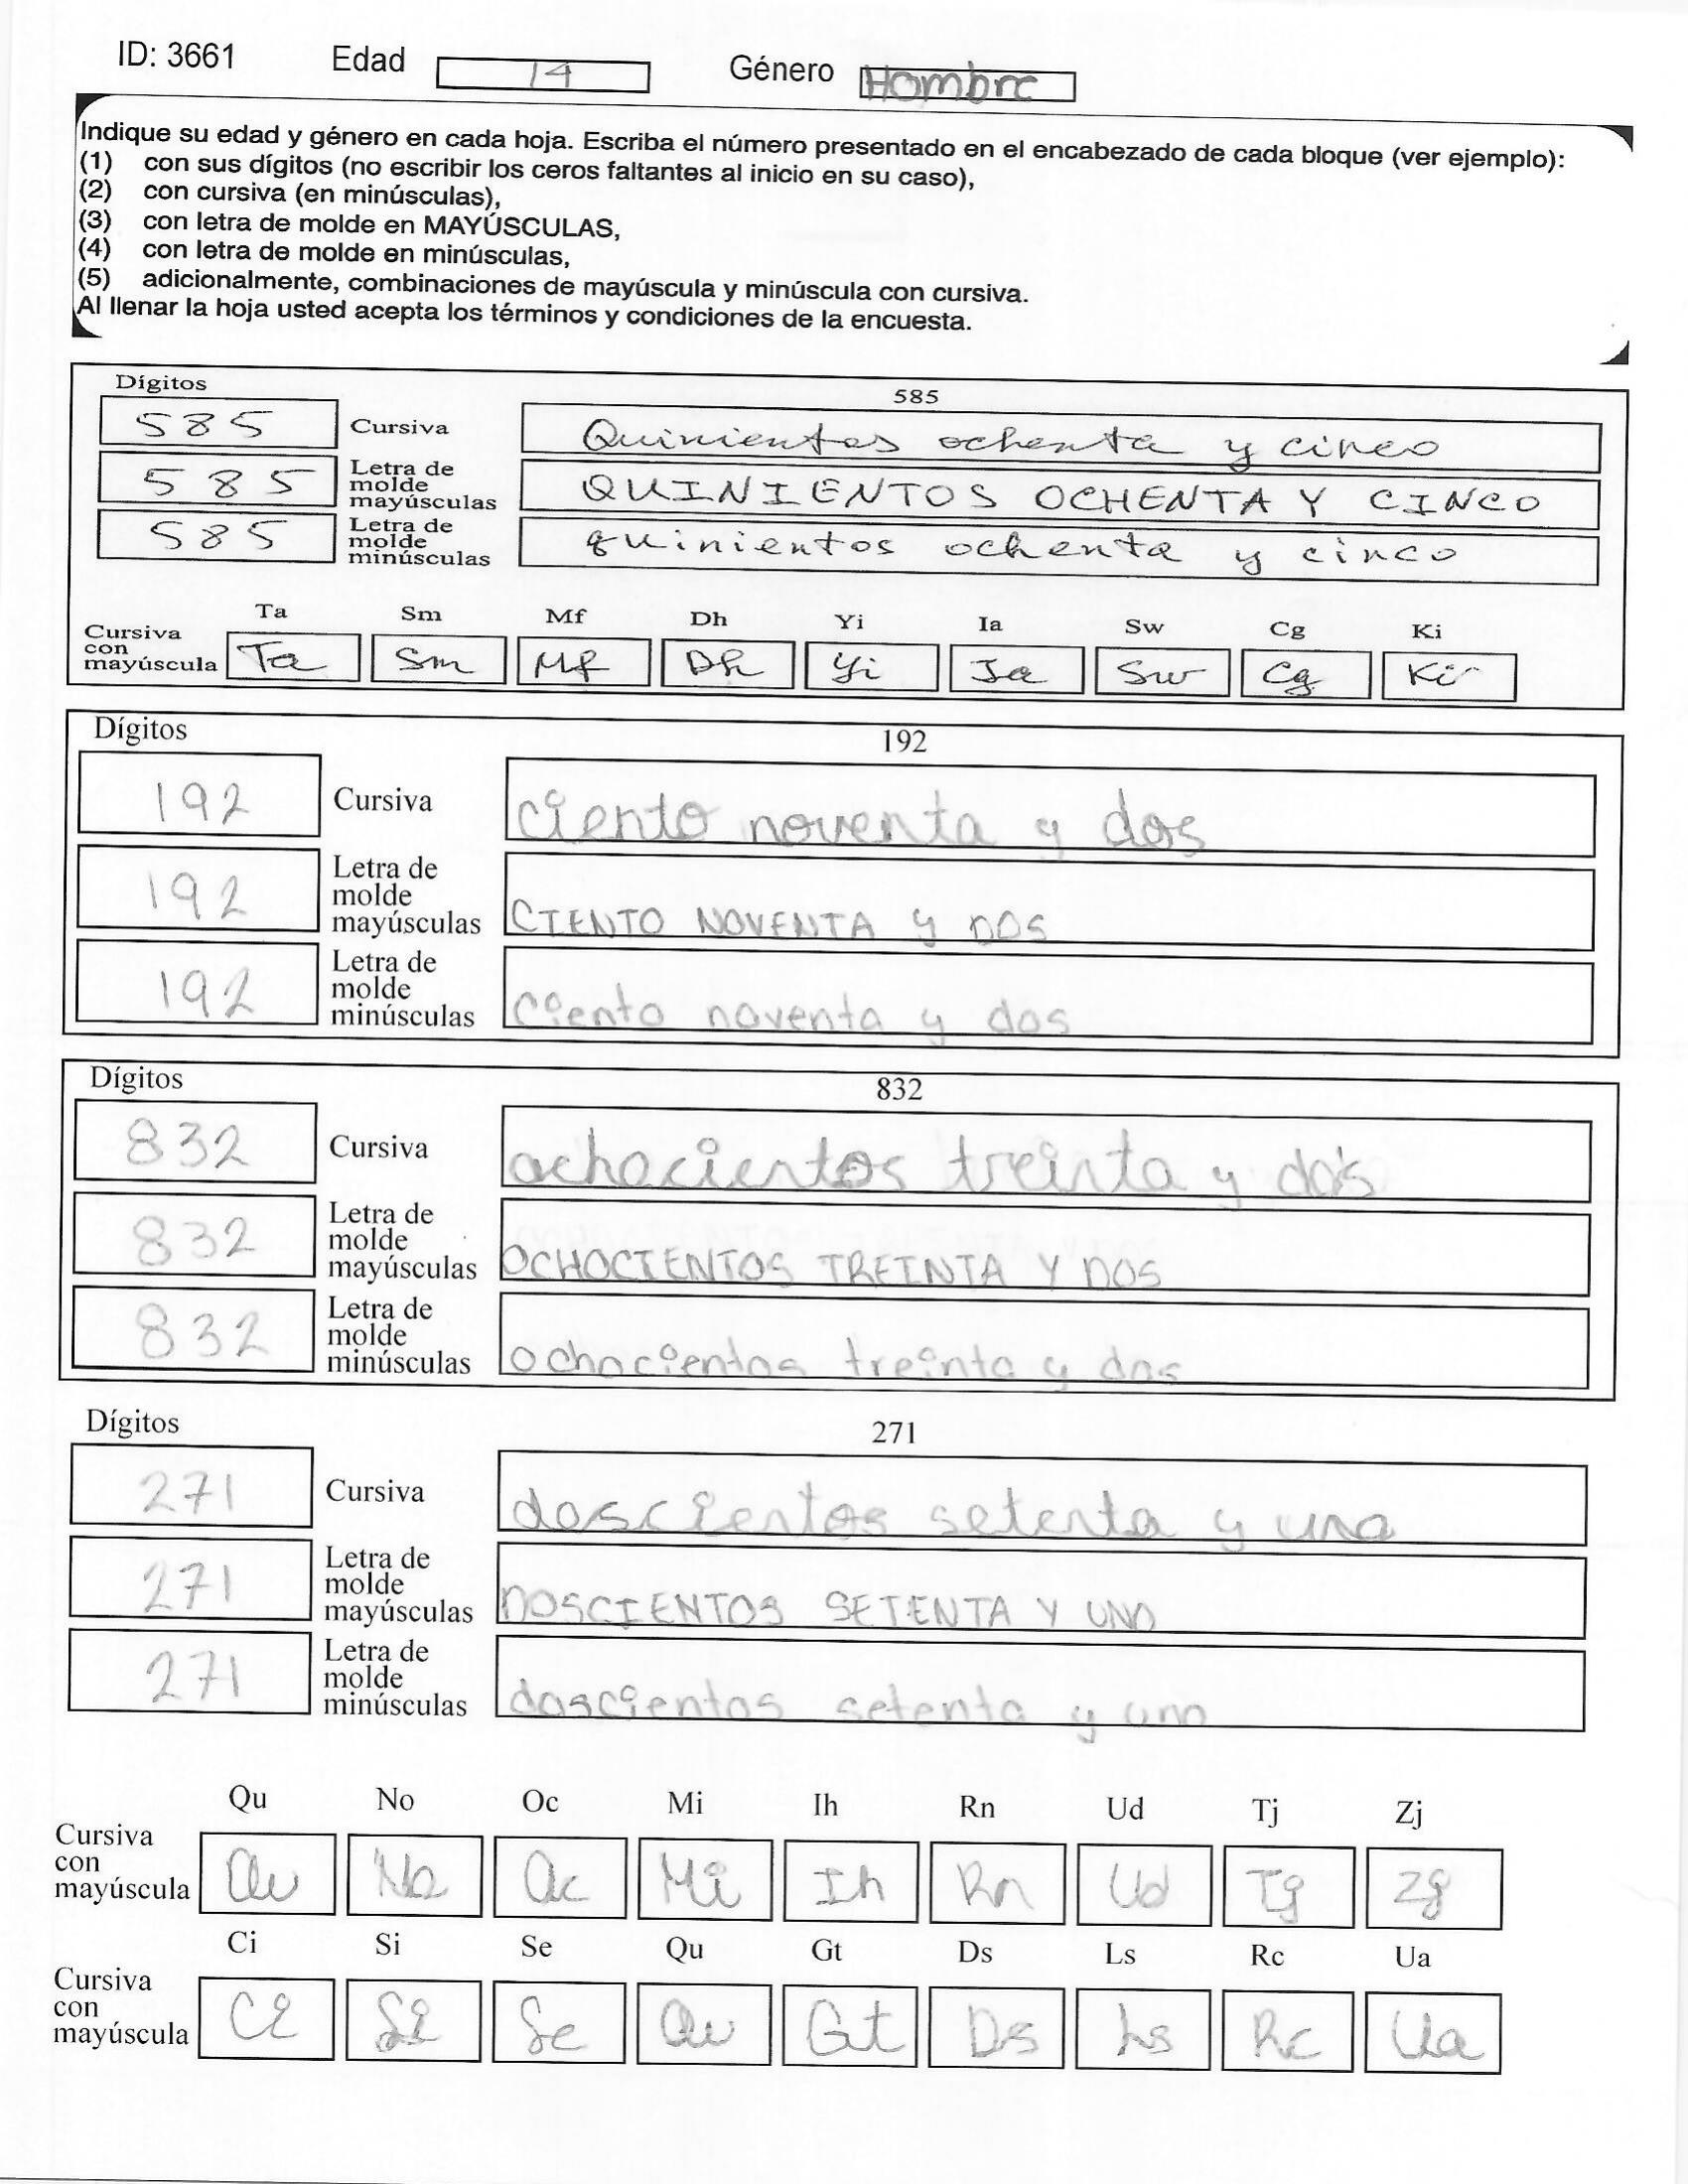 ID: 3661 Edad 14 Género Hombre
Indique su edad y género en cada hoja. Escriba el número presentado en el encabezado de cada bloque (ver ejemplo):
(1) con sus dígitos (no escribir los ceros faltantes al inicio en su caso),
(2) con cursiva (en minúsculas),
(3) con letra de molde en MAYÚSCULAS,
(4) con letra de molde en minúsculas,
(5) adicionalmente, combinaciones de mayúscula y minúscula con cursiva.
Al llenar la hoja usted acepta los términos y condiciones de la encuesta.
Dígitos 585
585 Cursiva Quinientos ochenta y cinco
585 Letra de molde mayúsculas QUINIENTOS OCHENTA Y CINCO
585 Letra de molde minúsculas quinientos ochenta y cinco
Ta Sm Mf Dh Yi Ia Sw Cg Ki
Cursiva con mayúscula Ta Sm Mf Dh Yi Ia Sw Cg Ki
Dígitos 192
192 Cursiva ciento noventa y dos
192 Letra de molde mayúsculas CIENTO NOVENTA y DOS
192 Letra de molde minúsculas ciento noventa y dos
Dígitos 832
832 Cursiva ochocientos treinta y dos
832 Letra de molde mayúsculas OCHOCIENTOS TREINTA Y DOS
832 Letra de molde minúsculas ochocientos treinta y dos
Dígitos 271
271 Cursiva doscientos setenta y uno
271 Letra de molde mayúsculas DOSCIENTOS SETENTA Y UNO
271 Letra de molde minúsculas doscientos setenta y uno
Qu No Oc Mi Ih Rn Ud Tj Zj
Cursiva con mayúscula Qu No Oc Mi Ih Rn Ud Tj Zj
Ci Si Se Qu Gt Ds Ls Rc Ua
Cursiva con mayúscula Ci Si Se Qu Gt Ds Ls Rc Ua